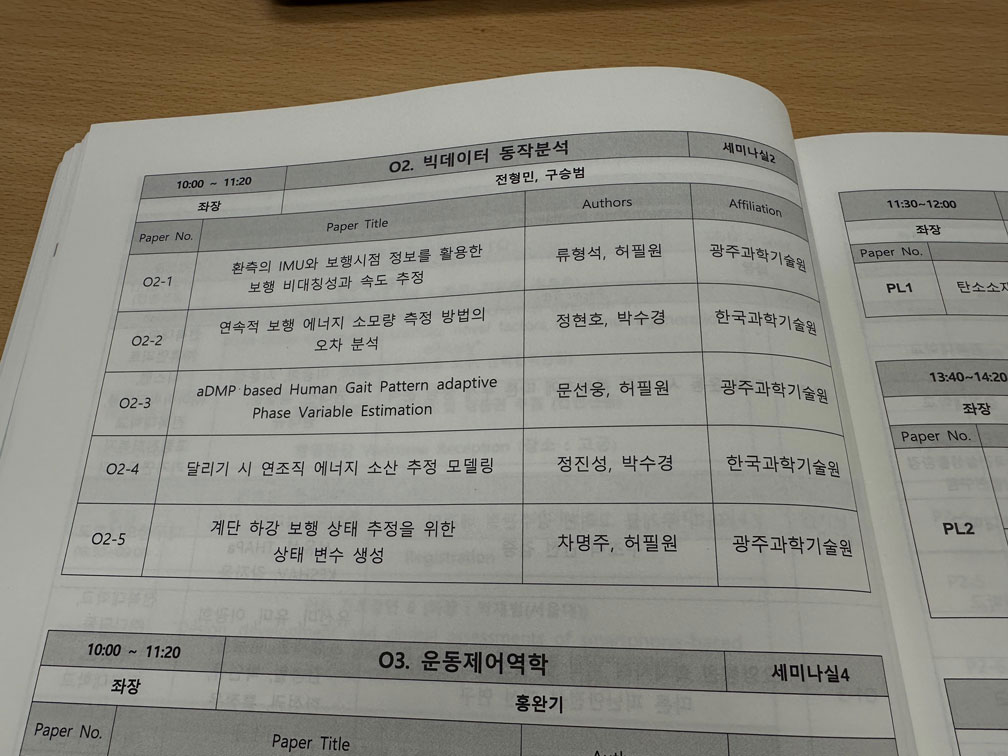 10:00 ~ 11:20 O2. 빅데이터 동작분석 세미나실2
좌장 전형민, 구승범
Paper No. Paper Title Authors Affiliation
O2-1 환측의 IMU와 보행시점 정보를 활용한
보행 비대칭성과 속도 추정 류형석, 허필원 광주과학기술원
O2-2 연속적 보행 에너지 소모량 측정 방법의
오차 분석 정현호, 박수경 한국과학기술원
O2-3 aDMP based Human Gait Pattern adaptive
Phase Variable Estimation 문선웅, 허필원 광주과학기술원
O2-4 달리기 시 연조직 에너지 소산 추정 모델링 정진성, 박수경 한국과학기술원
O2-5 계단 하강 보행 상태 추정을 위한
상태 변수 생성 차명주, 허필원 광주과학기술원
10:00 ~ 11:20 O3. 운동제어역학 세미나실4
좌장 홍완기
Paper No. Paper Title
11:30~12:00
좌장
Paper No.
PL1 탄소소재
13:40~14:20
좌장
Paper No.
PL2